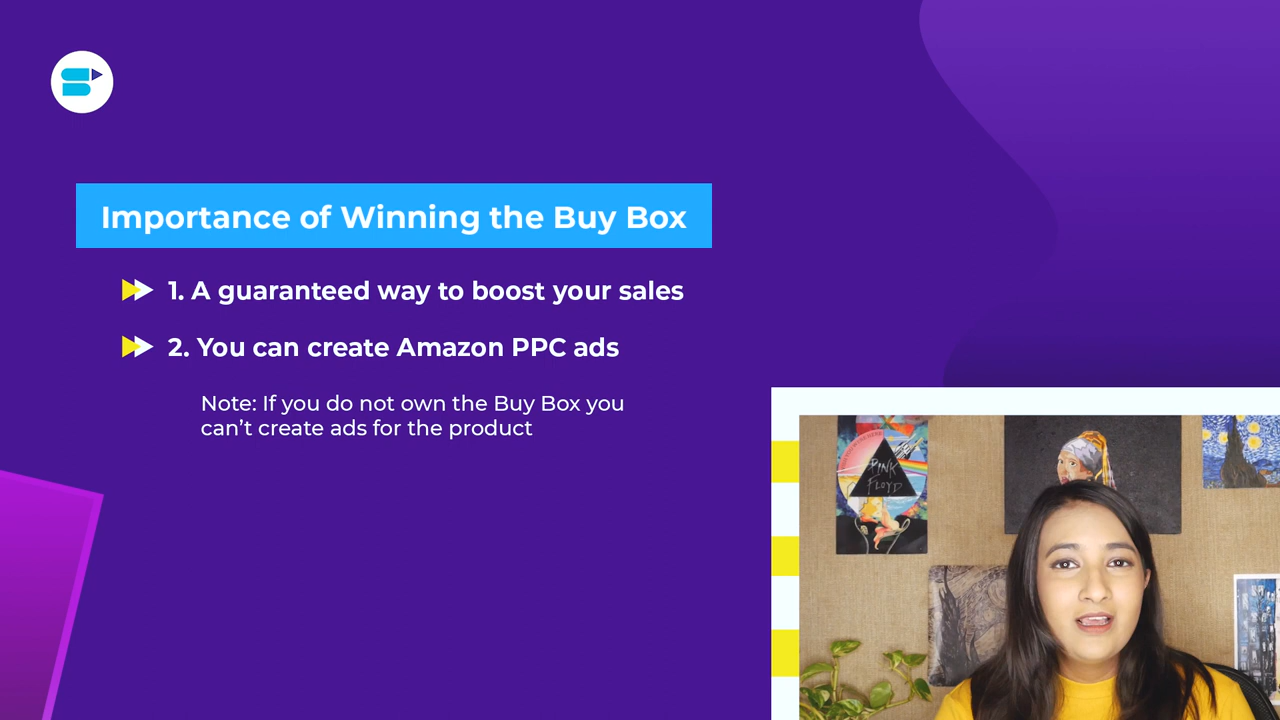 Importance of Winning the Buy Box
1. A guaranteed way to boost your sales
2. You can create Amazon PPC ads
Note: If you do not own the Buy Box you
can't create ads for the product
PINK
FLOYD